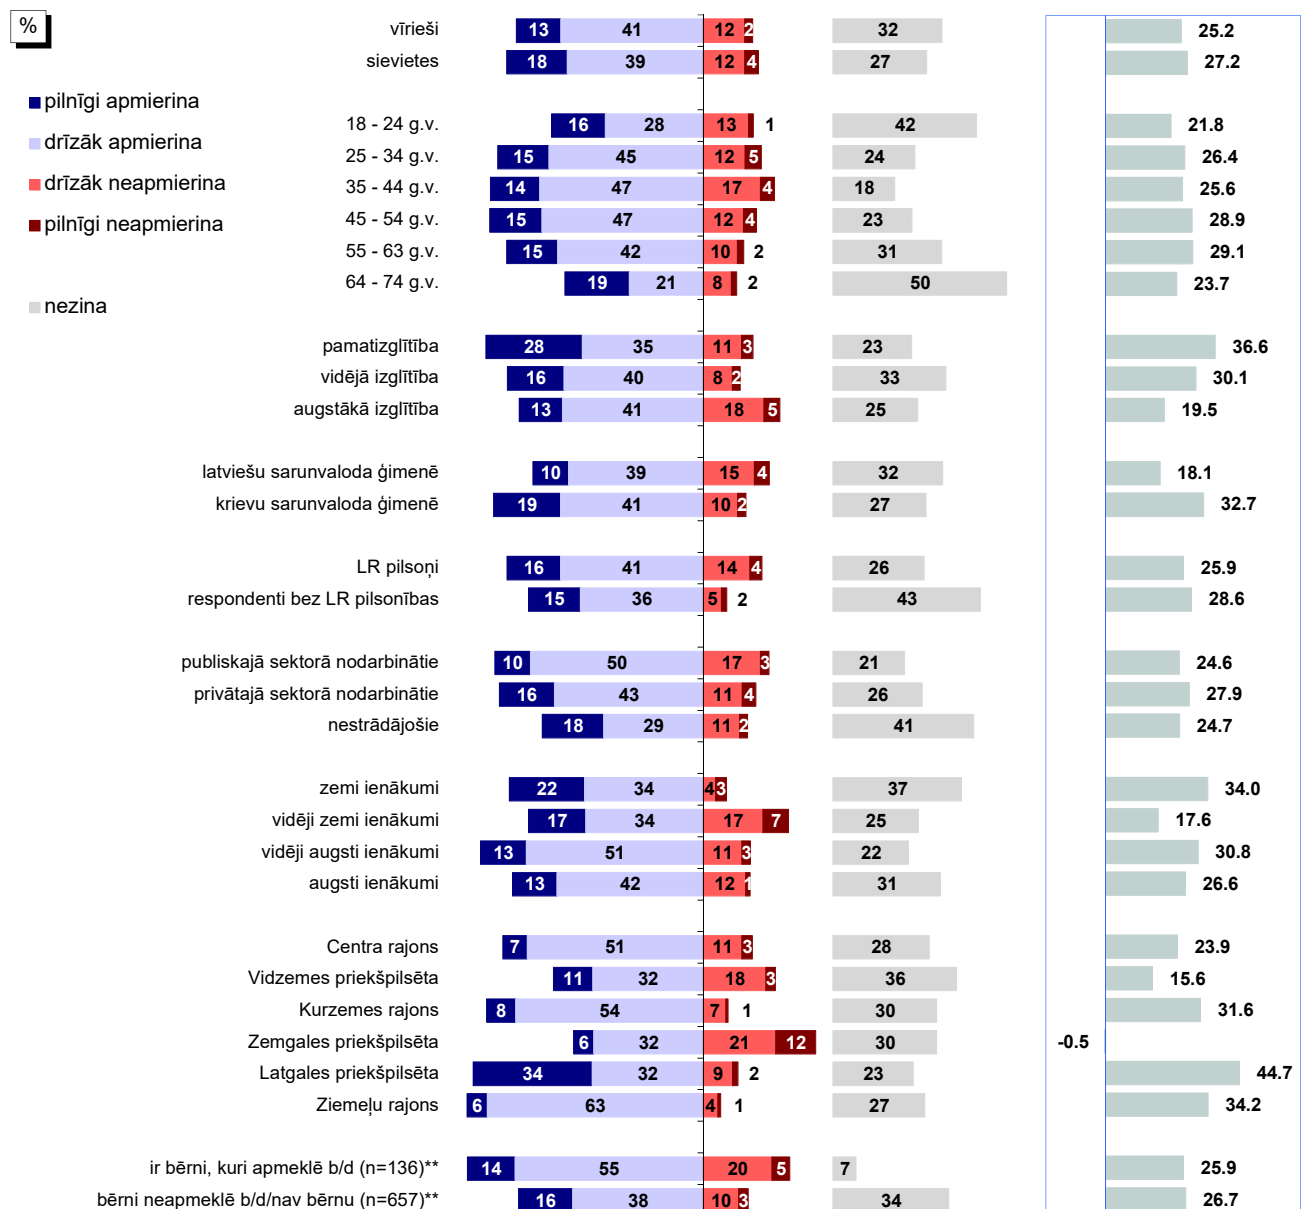 %
pilnīgi apmierina
drīzāk apmierina
drīzāk neapmierina
pilnīgi neapmierina
nezina
vīrieši 13 41 12 2 32 25.2
sievietes 18 39 12 4 27 27.2
18 - 24 g.v. 16 28 13 1 42 21.8
25 - 34 g.v. 15 45 12 5 24 26.4
35 - 44 g.v. 14 47 17 4 18 25.6
45 - 54 g.v. 15 47 12 4 23 28.9
55 - 63 g.v. 15 42 10 2 31 29.1
64 - 74 g.v. 19 21 8 2 50 23.7
pamatizglītība 28 35 11 3 23 36.6
vidējā izglītība 16 40 8 2 33 30.1
augstākā izglītība 13 41 18 5 25 19.5
latviešu sarunvaloda ģimenē 10 39 15 4 32 18.1
krievu sarunvaloda ģimenē 19 41 10 2 27 32.7
LR pilsoņi 16 41 14 4 26 25.9
respondenti bez LR pilsonības 15 36 5 2 43 28.6
publiskajā sektorā nodarbinātie 10 50 17 3 21 24.6
privātajā sektorā nodarbinātie 16 43 11 4 26 27.9
nestrādājošie 18 29 11 2 41 24.7
zemi ienākumi 22 34 4 3 37 34.0
vidēji zemi ienākumi 17 34 17 7 25 17.6
vidēji augsti ienākumi 13 51 11 3 22 30.8
augsti ienākumi 13 42 12 1 31 26.6
Centra rajons 7 51 11 3 28 23.9
Vidzemes priekšpilsēta 11 32 18 3 36 15.6
Kurzemes rajons 8 54 7 1 30 31.6
Zemgales priekšpilsēta 6 32 21 12 30 -0.5
Latgales priekšpilsēta 34 32 9 2 23 44.7
Ziemeļu rajons 6 63 4 1 27 34.2
ir bērni, kuri apmeklē b/d (n=136)** 14 55 20 5 7 25.9
bērni neapmeklē b/d/nav bērnu (n=657)** 16 38 10 3 34 26.7